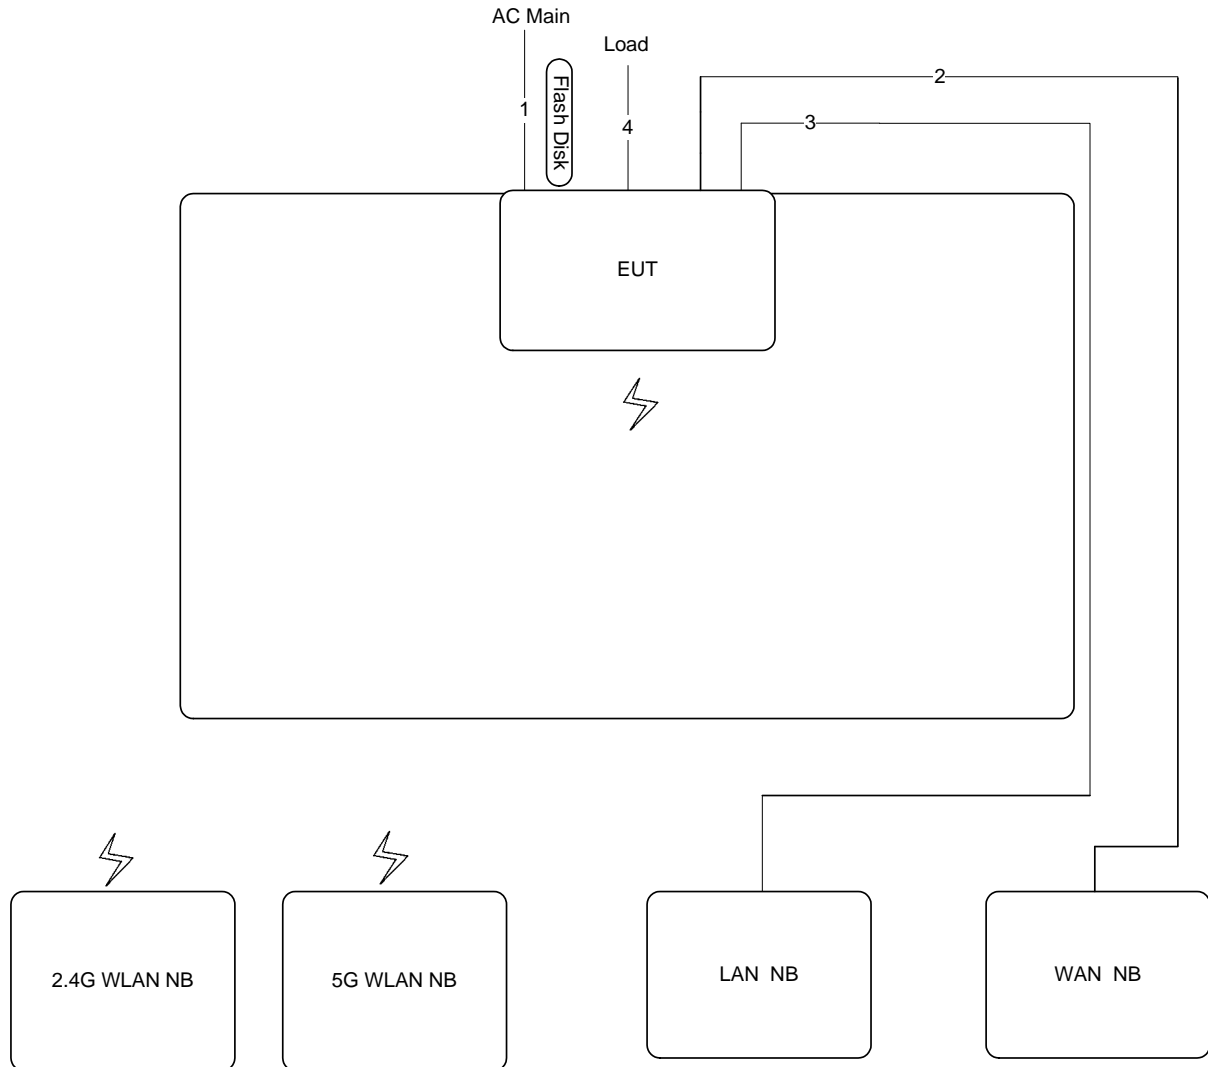 AC Main
Load
2
1
Flash Disk
4
3
EUT
2.4G WLAN NB
5G WLAN NB
LAN  NB
WAN  NB